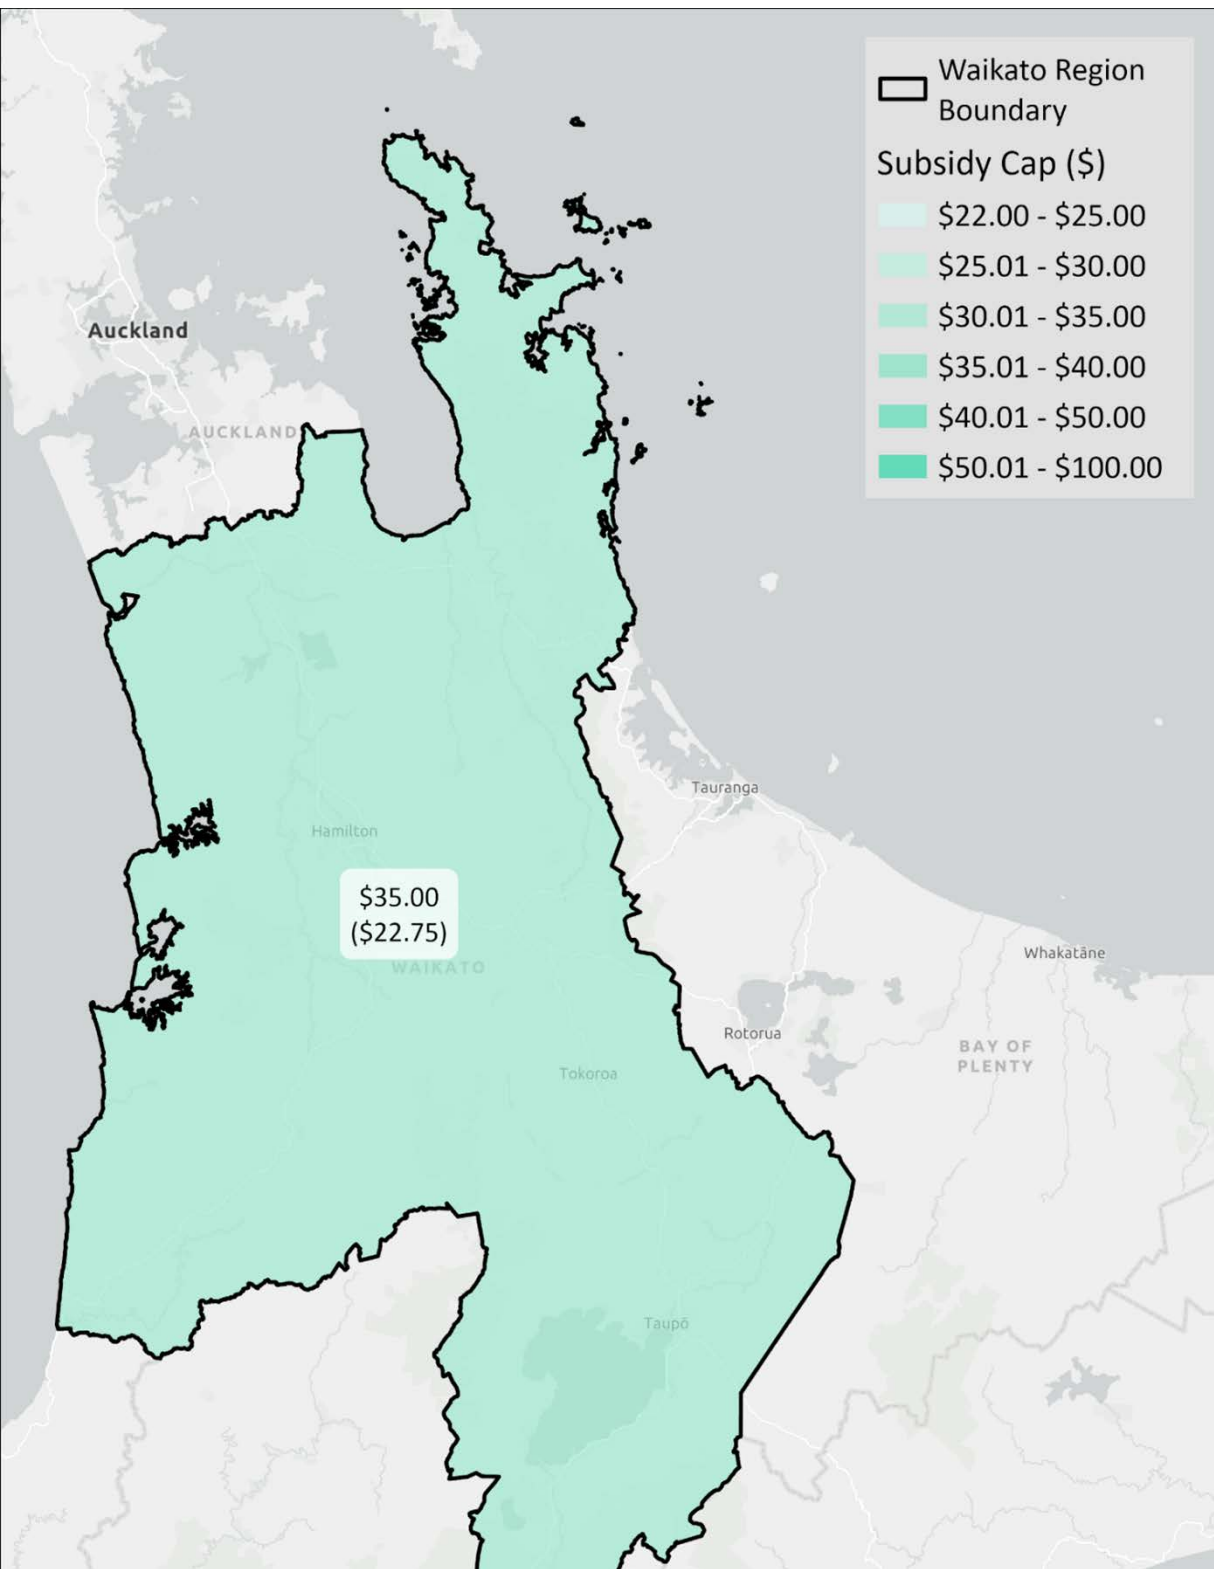 Waikato Region
Boundary
Subsidy Cap ($)
$22.00 - $25.00
$25.01 - $30.00
$30.01 - $35.00
$35.01 - $40.00
$40.01 - $50.00
$50.01 - $100.00
Auckland
AUCKLAND
Tauranga
Hamilton
$35.00
($22.75)
WAIKATO
Whakatāne
Rotorua
BAY OF
PLENTY
Tokoroa
Taupō